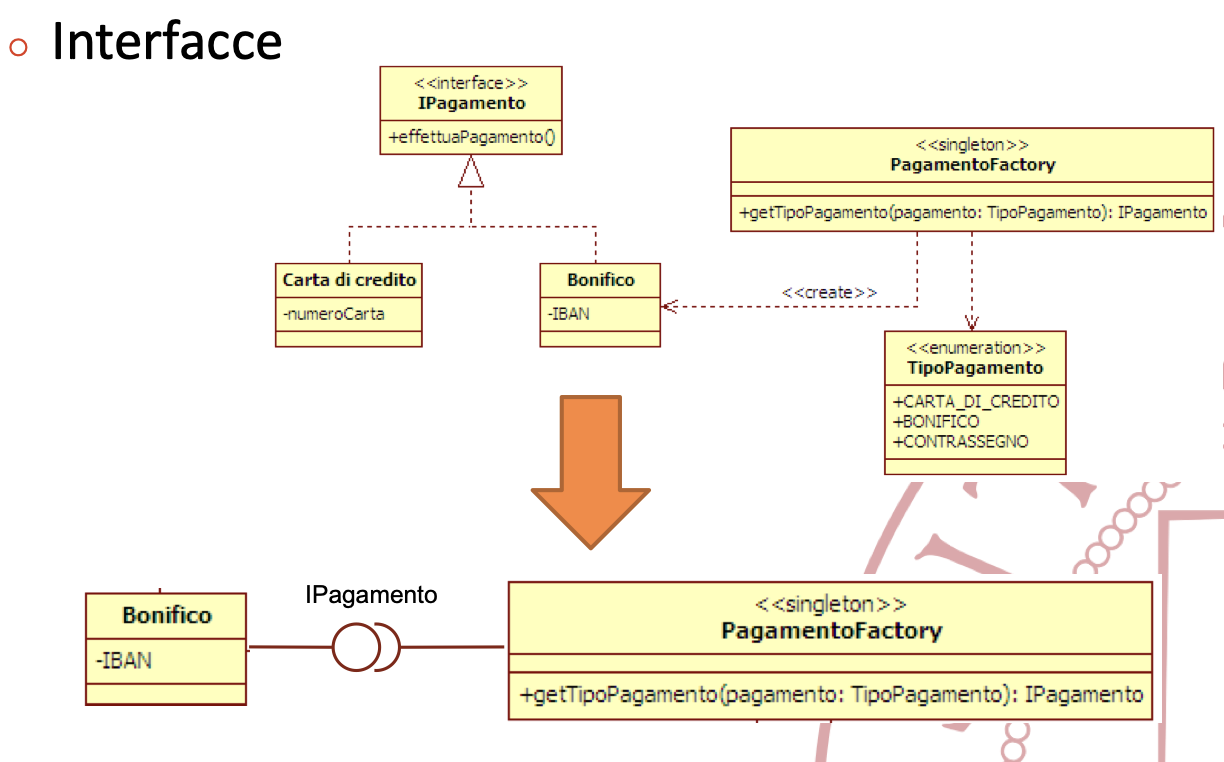 Interfacce
<<interface>>
IPagamento
+effettuaPagamento()
<<singleton>>
PagamentoFactory
+getTipoPagamento(pagamento: TipoPagamento): IPagamento
Carta di credito
-numeroCarta
Bonifico
-IBAN
<<create>>
<<enumeration>>
TipoPagamento
+CARTA_DI_CREDITO
+BONIFICO
+CONTRASSEGNO
Bonifico
-IBAN
IPagamento
<<singleton>>
PagamentoFactory
+getTipoPagamento(pagamento: TipoPagamento): IPagamento